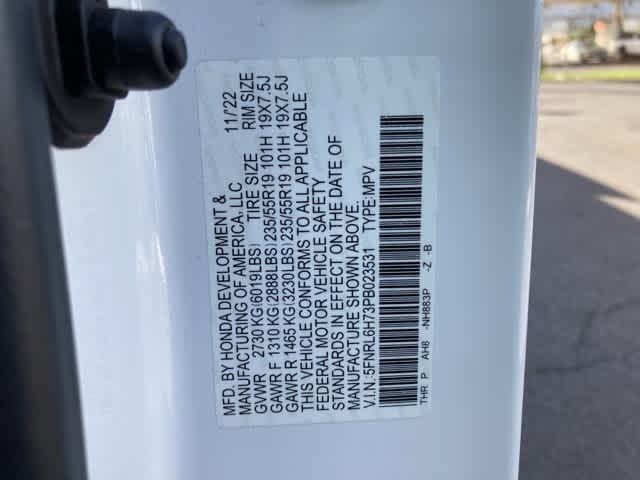 MFD. BY HONDA DEVELOPMENT & 11/'22
MANUFACTURING OF AMERICA, LLC
GVWR 2730 KG(6019LBS) TIRE SIZE RIM SIZE
GAWR F 1310 KG(2888LBS)235/55R19 101H 19X7.5J
GAWR R 1465 KG(3230LBS)235/55R19 101H 19X7.5J
THIS VEHICLE CONFORMS TO ALL APPLICABLE
FEDERAL MOTOR VEHICLE SAFETY
STANDARDS IN EFFECT ON THE DATE OF
MANUFACTURE SHOWN ABOVE.
V.I.N.:5FNRL6H73PB023531 TYPE:MPV
THR P AH8 -NH883P -Z -B